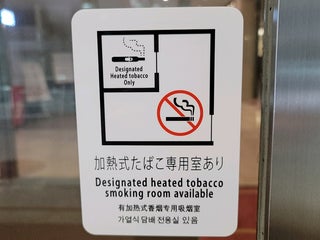 Designated
Heated tobacco
Only
加熱式たばこ専用室あり
Designated heated tobacco
smoking room available
有加热式香烟专用吸烟室
가열식 담배 전용실 있음